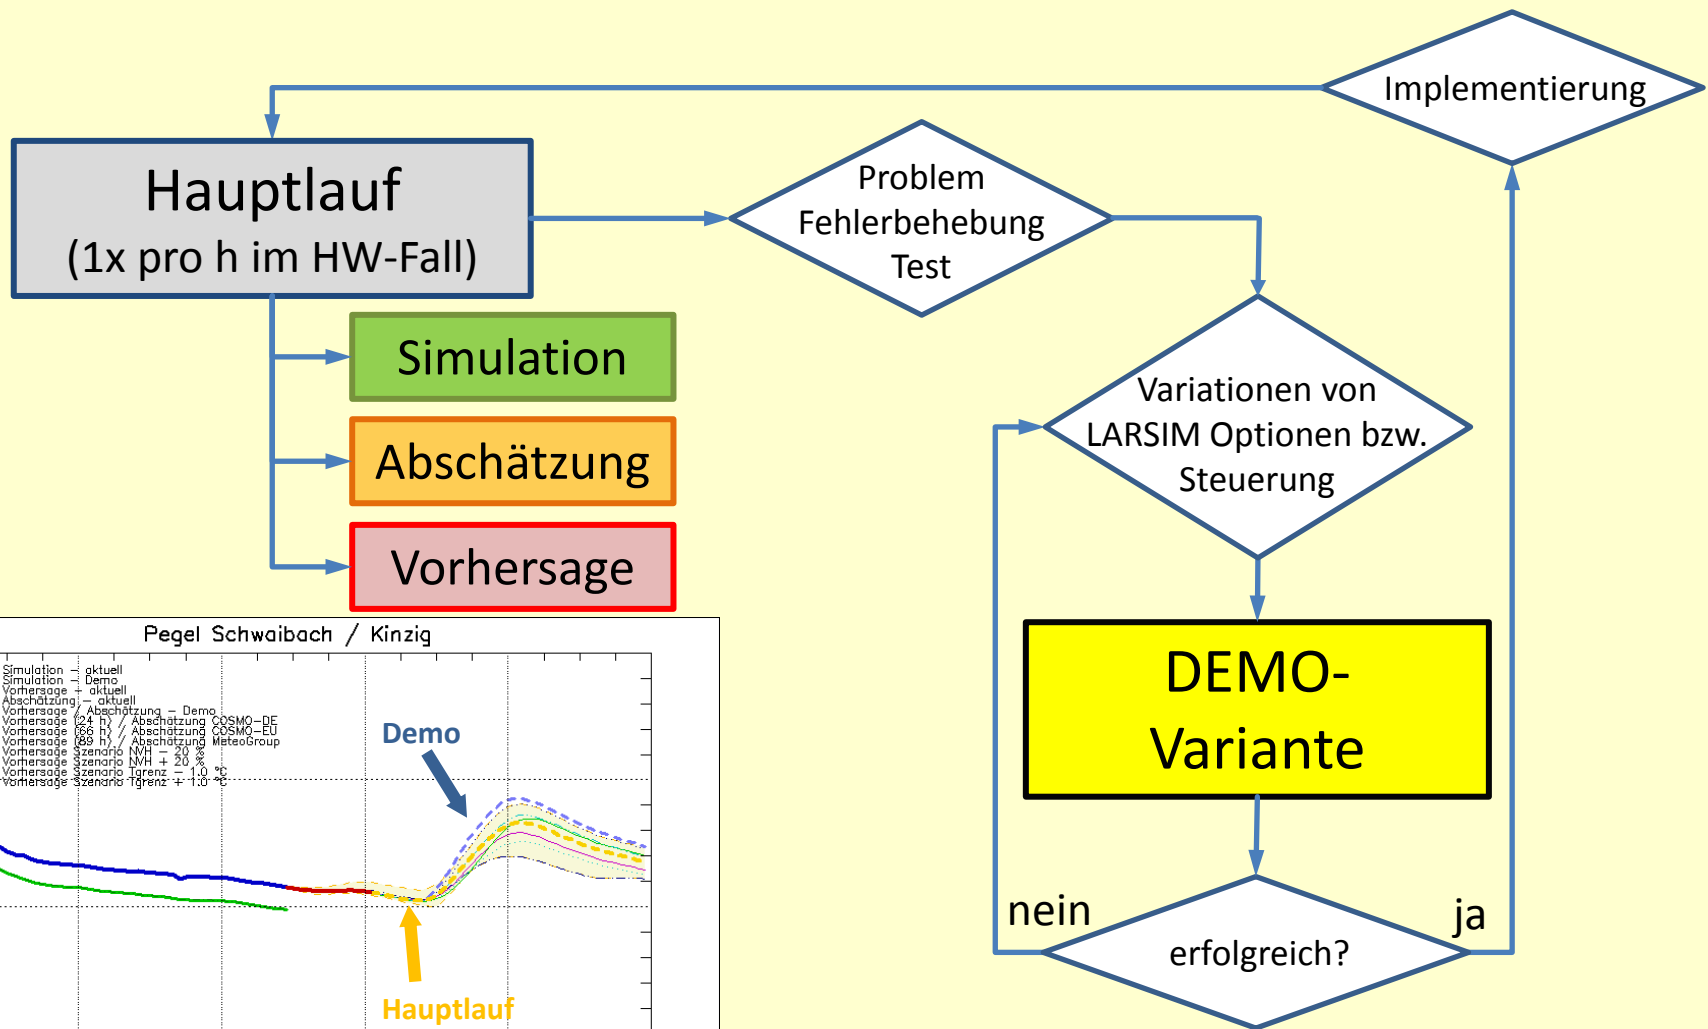 Implementierung
Hauptlauf
(1x pro h im HW-Fall)
Problem
Fehlerbehebung
Test
Simulation
Abschätzung
Vorhersage
Variationen von
LARSIM Optionen bzw.
Steuerung
DEMO-
Variante
nein
ja
erfolgreich?
Pegel Schwaibach / Kinzig
Simulation – aktuell
Simulation – Demo
Vorhersage – aktuell
Abschätzung – aktuell
Vorhersage / Abschätzung – Demo
Vorhersage (24 h) / Abschätzung COSMO-DE
Vorhersage (66 h) / Abschätzung COSMO-EU
Vorhersage (89 h) / Abschätzung MeteoGroup
Vorhersage Szenario NVH – 20 %
Vorhersage Szenario NVH + 20 %
Vorhersage Szenario Tgrenz – 1.0 °C
Vorhersage Szenario Tgrenz + 1.0 °C
Demo
Hauptlauf